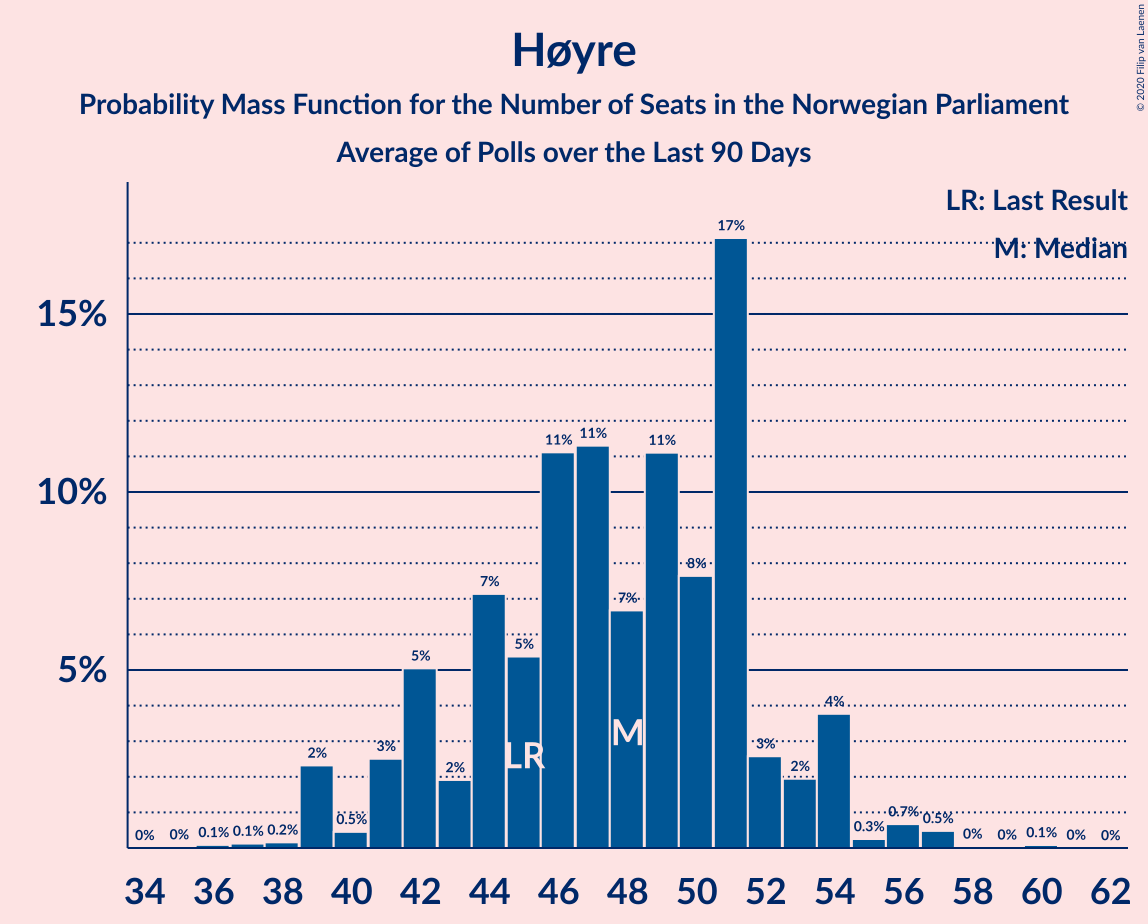 Høyre
Probability Mass Function for the Number of Seats in the Norwegian Parliament
Average of Polls over the Last 90 Days
© 2020 Filip van Laenen
LR: Last Result
M: Median
15%
10%
5%
0% 0% 0.1% 0.1% 0.2% 2% 0.5% 3% 5% 2% 7% 5% 11% 11% 7% 11% 8% 17% 3% 2% 4% 0.3% 0.7% 0.5% 0% 0% 0.1% 0% 0%
LR M
34 36 38 40 42 44 46 48 50 52 54 56 58 60 62